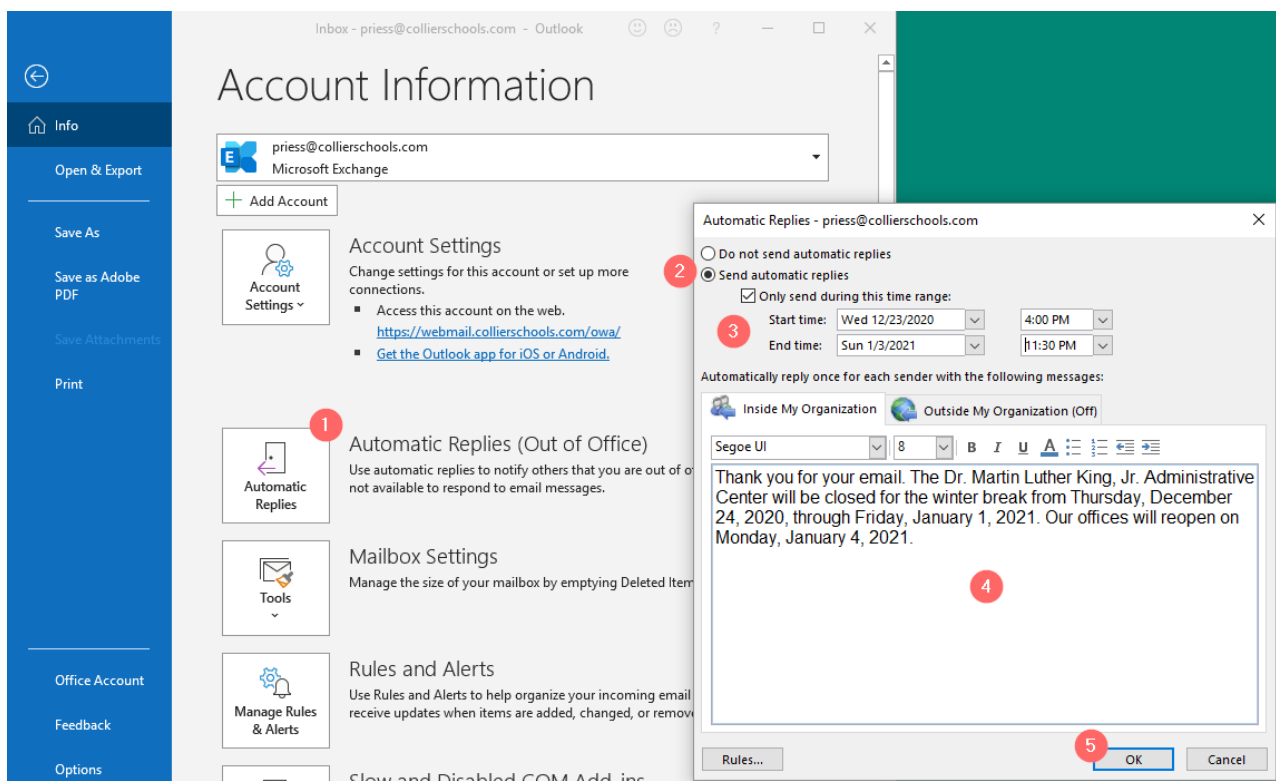 Inbox - priess@collierschools.com - Outlook
?
Account Information
Info
Open & Export
Save As
Save as Adobe
PDF
Save Attachments
Print
Office Account
Feedback
Options
E
priess@collierschools.com
Microsoft Exchange
+ Add Account
Account
Settings
Account Settings
Change settings for this account or set up more
connections.
Access this account on the web.
https://webmail.collierschools.com/owa/
Get the Outlook app for iOS or Android.
1
Automatic
Replies
Automatic Replies (Out of Office)
Use automatic replies to notify others that you are out of o
not available to respond to email messages.
Tools
Mailbox Settings
Manage the size of your mailbox by emptying Deleted Item
Manage Rules
& Alerts
Rules and Alerts
Use Rules and Alerts to help organize your incoming email
receive updates when items are added, changed, or remov
Slow and Disabled COM Add-ins
Automatic Replies - priess@collierschools.com
Do not send automatic replies
2
Send automatic replies
Only send during this time range:
3
Start time: Wed 12/23/2020 4:00 PM
End time: Sun 1/3/2021 11:30 PM
Automatically reply once for each sender with the following messages:
Inside My Organization Outside My Organization (Off)
Segoe UI 8 B I U A
Thank you for your email. The Dr. Martin Luther King, Jr. Administrative
Center will be closed for the winter break from Thursday, December
24, 2020, through Friday, January 1, 2021. Our offices will reopen on
Monday, January 4, 2021.
4
5
Rules... OK Cancel